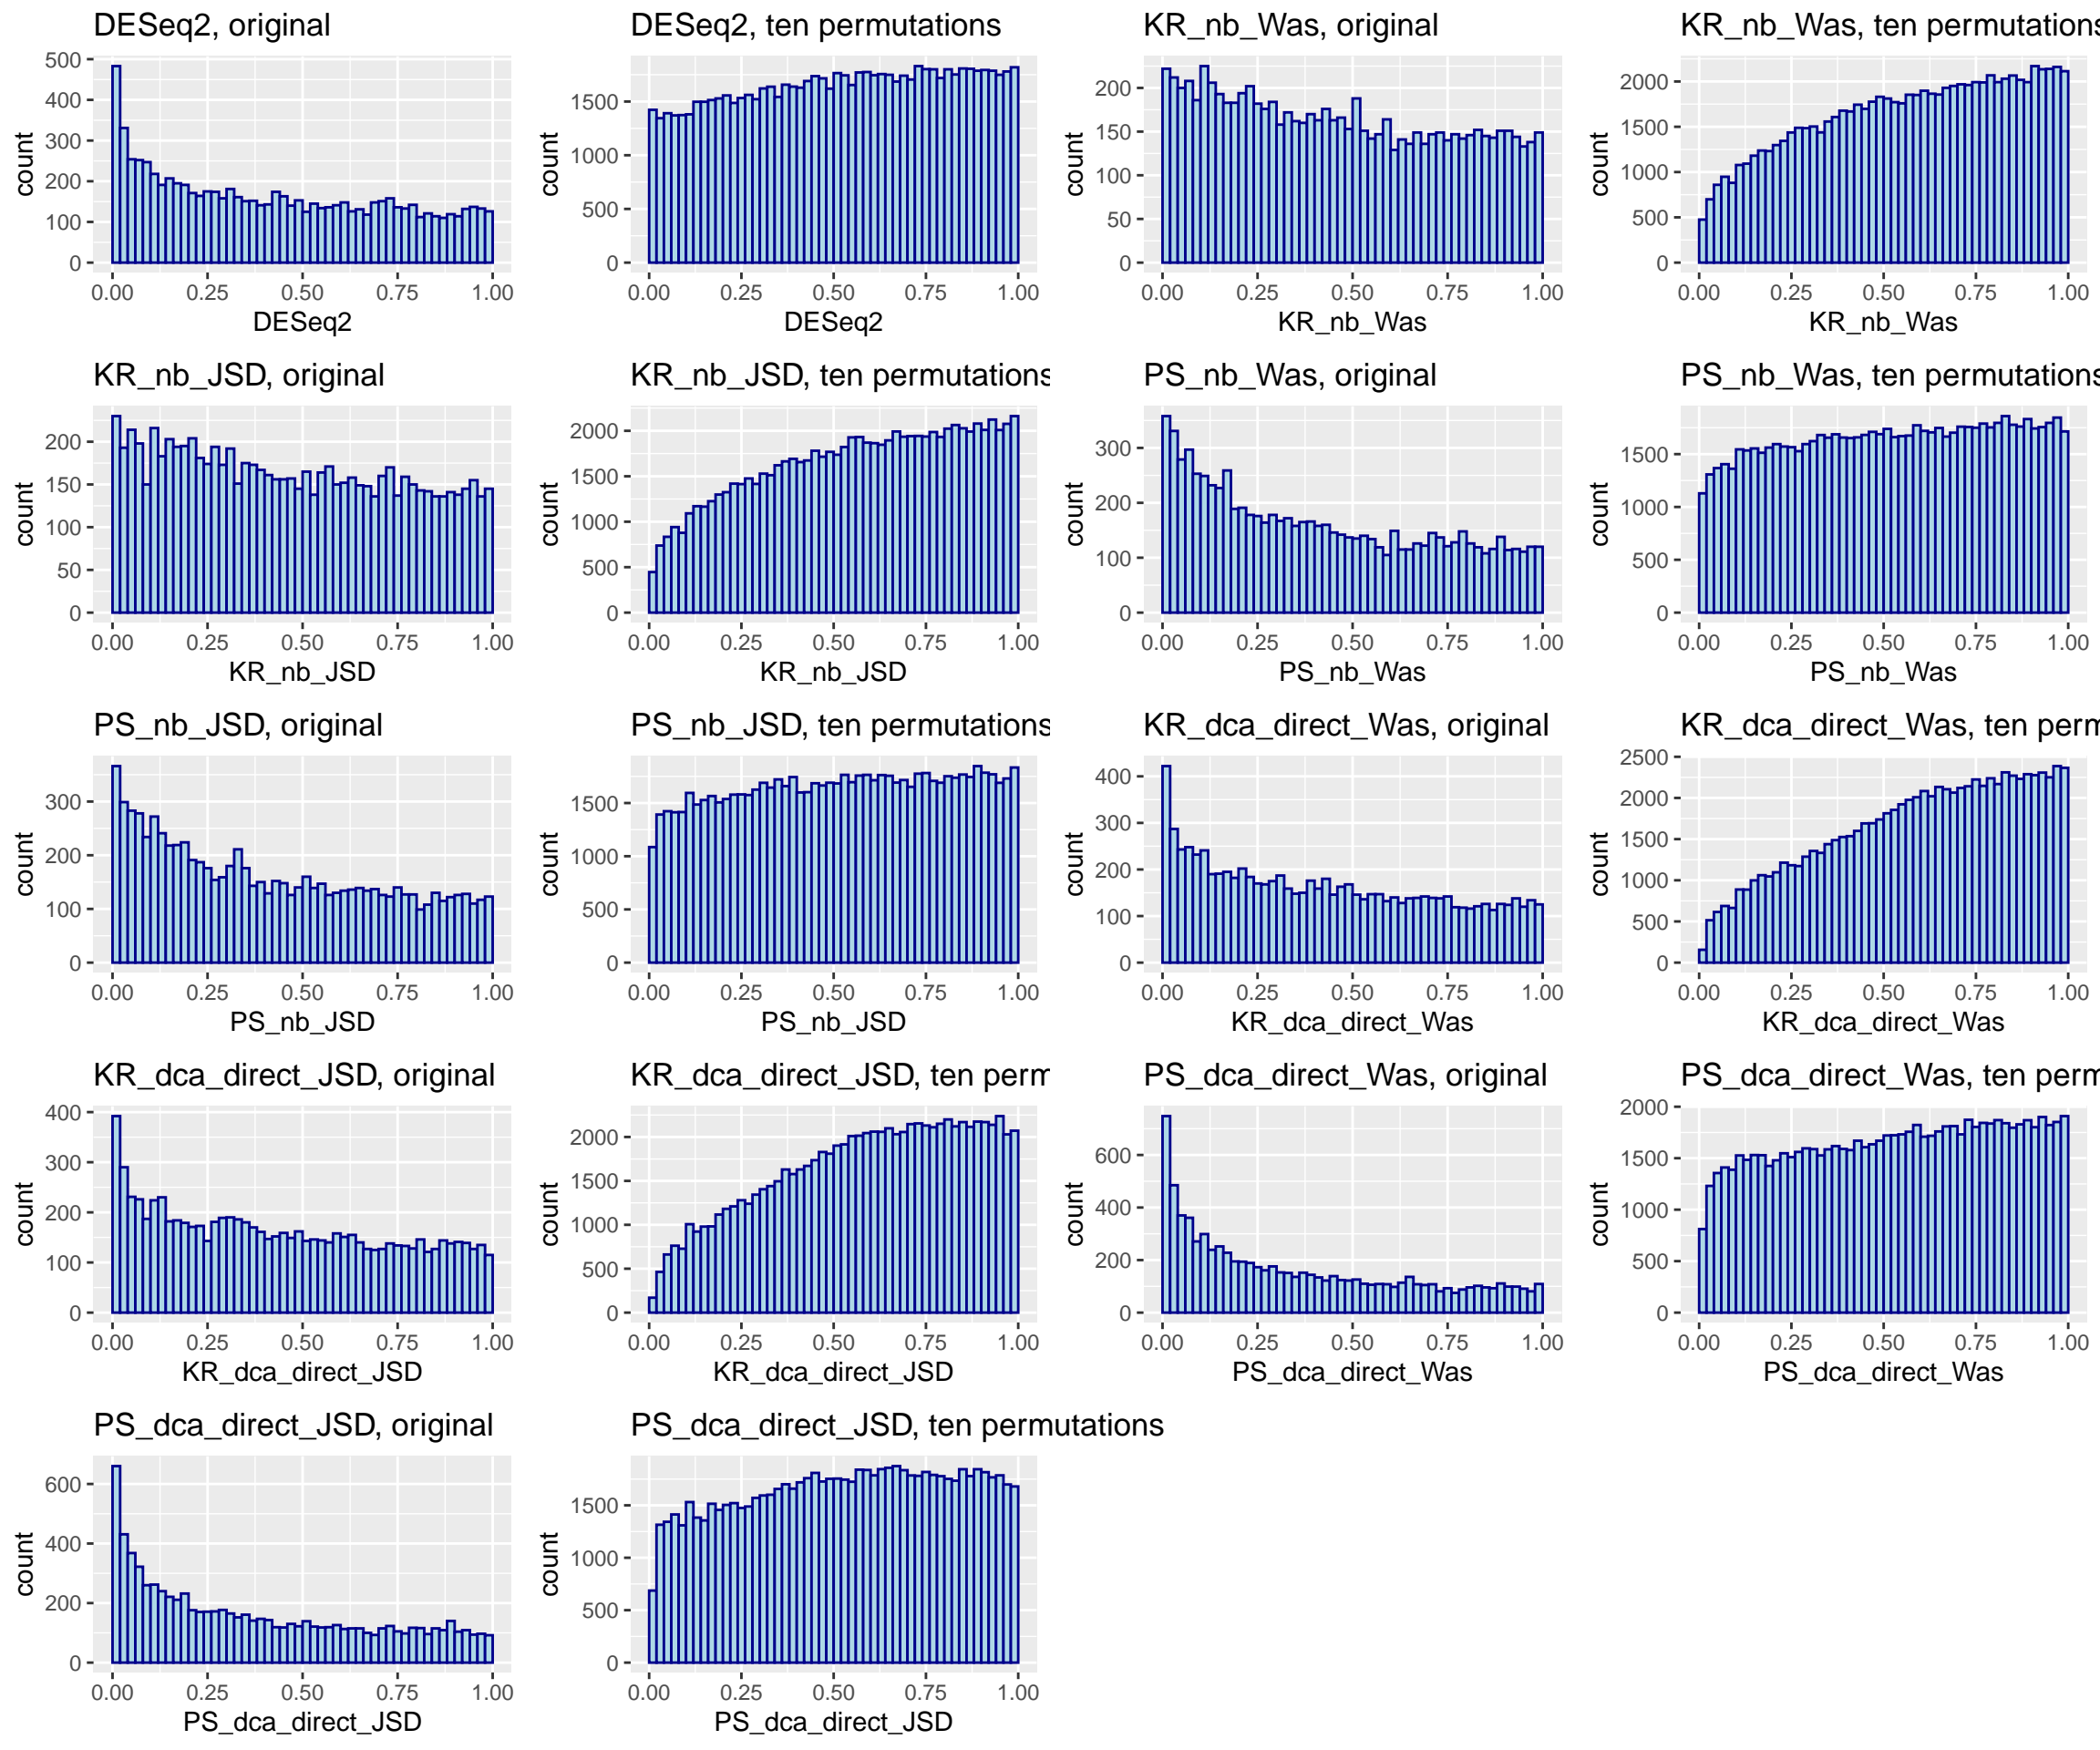 DESeq2, original
500
400
300
200
100
0
count
0.00 0.25 0.50 0.75 1.00
DESeq2
DESeq2, ten permutations
1500
1000
500
0
count
0.00 0.25 0.50 0.75 1.00
DESeq2
KR_nb_Was, original
200
150
100
50
0
count
0.00 0.25 0.50 0.75 1.00
KR_nb_Was
KR_nb_Was, ten permutations
2000
1500
1000
500
0
count
0.00 0.25 0.50 0.75 1.00
KR_nb_Was
KR_nb_JSD, original
200
150
100
50
0
count
0.00 0.25 0.50 0.75 1.00
KR_nb_JSD
KR_nb_JSD, ten permutations
2000
1500
1000
500
0
count
0.00 0.25 0.50 0.75 1.00
KR_nb_JSD
PS_nb_Was, original
300
200
100
0
count
0.00 0.25 0.50 0.75 1.00
PS_nb_Was
PS_nb_Was, ten permutations
1500
1000
500
0
count
0.00 0.25 0.50 0.75 1.00
PS_nb_Was
PS_nb_JSD, original
300
200
100
0
count
0.00 0.25 0.50 0.75 1.00
PS_nb_JSD
PS_nb_JSD, ten permutations
1500
1000
500
0
count
0.00 0.25 0.50 0.75 1.00
PS_nb_JSD
KR_dca_direct_Was, original
400
300
200
100
0
count
0.00 0.25 0.50 0.75 1.00
KR_dca_direct_Was
KR_dca_direct_Was, ten perm
2500
2000
1500
1000
500
0
count
0.00 0.25 0.50 0.75 1.00
KR_dca_direct_Was
KR_dca_direct_JSD, original
400
300
200
100
0
count
0.00 0.25 0.50 0.75 1.00
KR_dca_direct_JSD
KR_dca_direct_JSD, ten perm
2000
1500
1000
500
0
count
0.00 0.25 0.50 0.75 1.00
KR_dca_direct_JSD
PS_dca_direct_Was, original
600
400
200
0
count
0.00 0.25 0.50 0.75 1.00
PS_dca_direct_Was
PS_dca_direct_Was, ten perm
2000
1500
1000
500
0
count
0.00 0.25 0.50 0.75 1.00
PS_dca_direct_Was
PS_dca_direct_JSD, original
600
400
200
0
count
0.00 0.25 0.50 0.75 1.00
PS_dca_direct_JSD
PS_dca_direct_JSD, ten permutations
1500
1000
500
0
count
0.00 0.25 0.50 0.75 1.00
PS_dca_direct_JSD